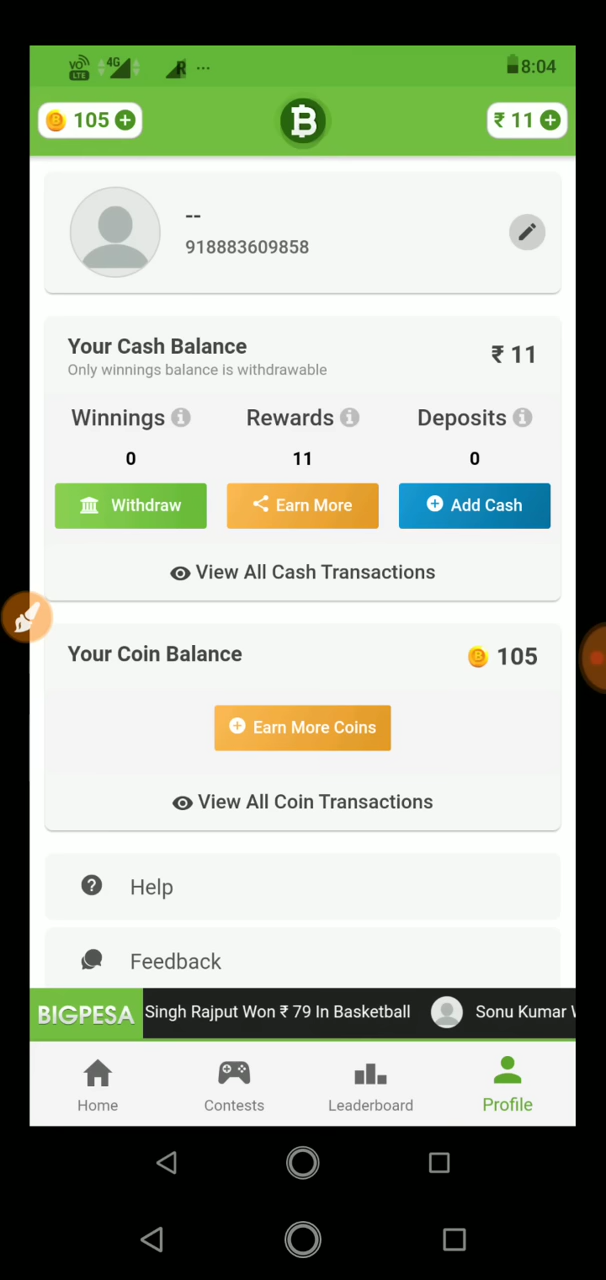 VO LTE 4G R ... 8:04
105 ₹ 11
--
918883609858
Your Cash Balance ₹ 11
Only winnings balance is withdrawable
Winnings Rewards Deposits
0 11 0
Withdraw Earn More Add Cash
View All Cash Transactions
Your Coin Balance 105
Earn More Coins
View All Coin Transactions
Help
Feedback
BIGPESA Singh Rajput Won ₹ 79 In Basketball Sonu Kumar
Home Contests Leaderboard Profile